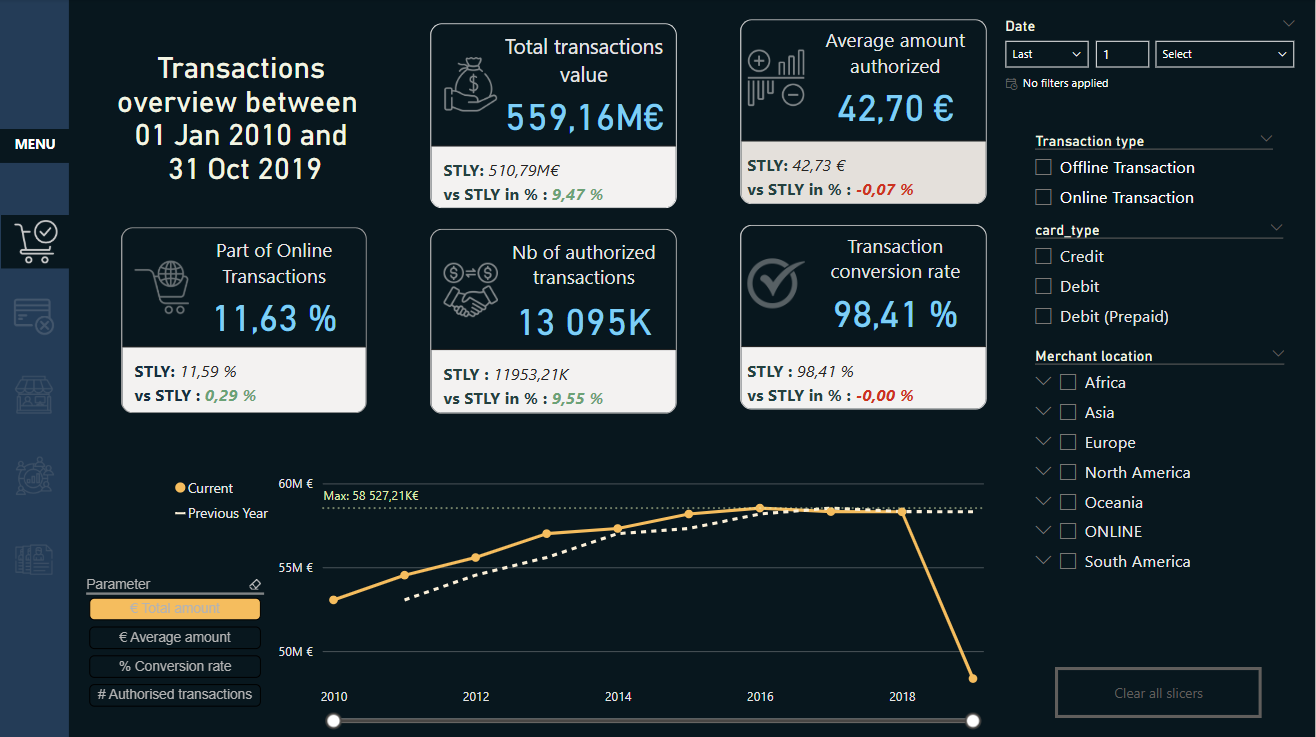 MENU
Transactions
overview between
01 Jan 2010 and
31 Oct 2019
Total transactions
value
559,16M€
STLY: 510,79M€
vs STLY in % : 9,47 %
Average amount
authorized
42,70 €
STLY: 42,73 €
vs STLY in % : -0,07 %
Part of Online
Transactions
11,63 %
STLY: 11,59 %
vs STLY : 0,29 %
Nb of authorized
transactions
13 095K
STLY : 11953,21K
vs STLY in % : 9,55 %
Transaction
conversion rate
98,41 %
STLY : 98,41 %
vs STLY in % : -0,00 %
Date
Last 1 Select
No filters applied
Transaction type
Offline Transaction
Online Transaction
card_type
Credit
Debit
Debit (Prepaid)
Merchant location
Africa
Asia
Europe
North America
Oceania
ONLINE
South America
Clear all slicers
Current
Previous Year
Parameter
€ Total amount
€ Average amount
% Conversion rate
# Authorised transactions
60M €
Max: 58 527,21K€
55M €
50M €
2010 2012 2014 2016 2018